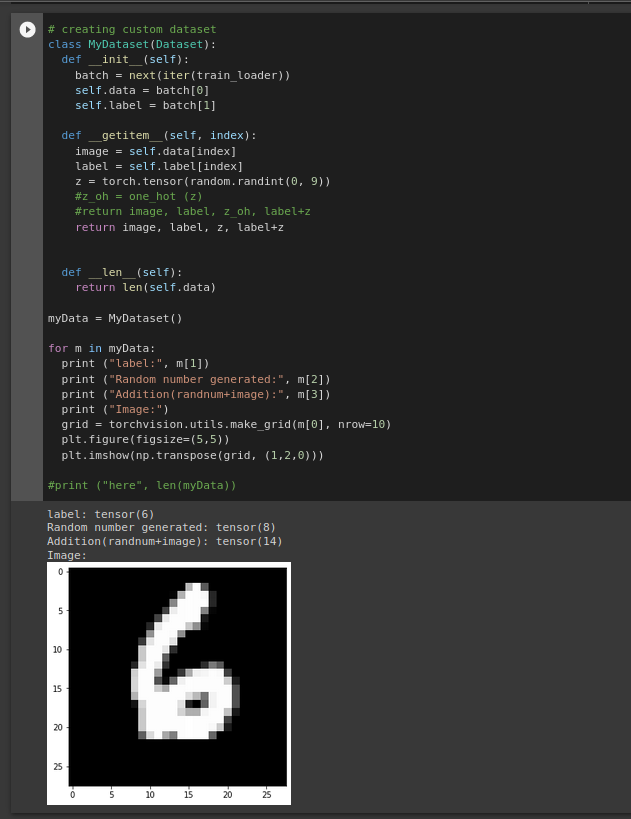 # creating custom dataset
class MyDataset(Dataset):
  def __init__(self):
    batch = next(iter(train_loader))
    self.data = batch[0]
    self.label = batch[1]

  def __getitem__(self, index):
    image = self.data[index]
    label = self.label[index]
    z = torch.tensor(random.randint(0, 9))
    #z_oh = one_hot (z)
    #return image, label, z_oh, label+z
    return image, label, z, label+z

  def __len__(self):
    return len(self.data)

myData = MyDataset()

for m in myData:
  print ("label:", m[1])
  print ("Random number generated:", m[2])
  print ("Addition(randnum+image):", m[3])
  print ("Image:")
  grid = torchvision.utils.make_grid(m[0], nrow=10)
  plt.figure(figsize=(5,5))
  plt.imshow(np.transpose(grid, (1,2,0)))

#print ("here", len(myData))
label: tensor(6)
Random number generated: tensor(8)
Addition(randnum+image): tensor(14)
Image:
0
5
10
15
20
25
0 5 10 15 20 25
6